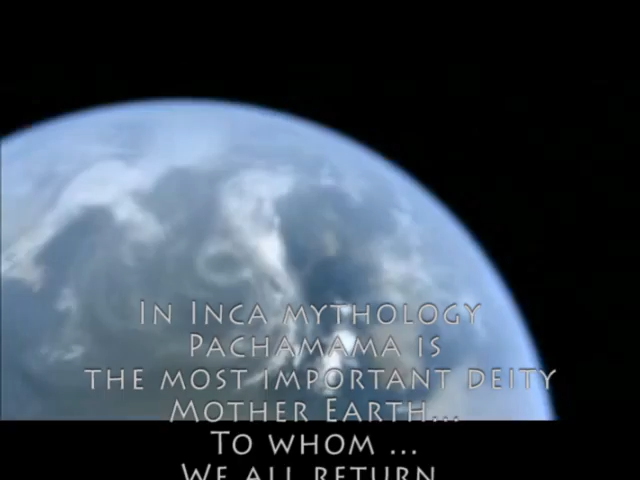 In Inca mythology
Pachamama is
the most important deity
Mother Earth...
To whom ...
We all return